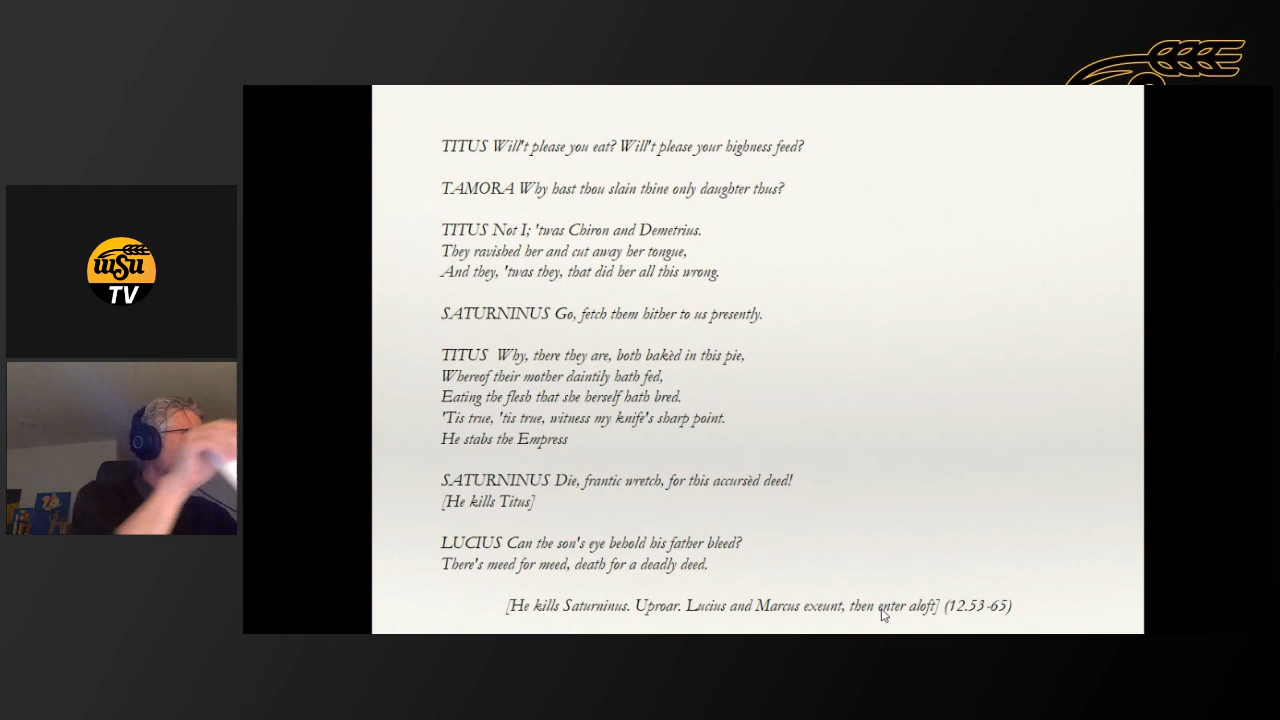 TITUS Will't please you eat? Will't please your highness feed?
TAMORA Why hast thou slain thine only daughter thus?
TITUS Not I; 'twas Chiron and Demetrius.
They ravished her and cut away her tongue,
And they, 'twas they, that did her all this wrong.
SATURNINUS Go, fetch them hither to us presently.
TITUS Why, there they are, both bakèd in this pie,
Whereof their mother daintily hath fed,
Eating the flesh that she herself hath bred.
'Tis true, 'tis true, witness my knife's sharp point.
He stabs the Empress
SATURNINUS Die, frantic wretch, for this accursèd deed!
[He kills Titus]
LUCIUS Can the son's eye behold his father bleed?
There's meed for meed, death for a deadly deed.
[He kills Saturninus. Uproar. Lucius and Marcus exeunt, then enter aloft] (12.53-65)
wsu
TV